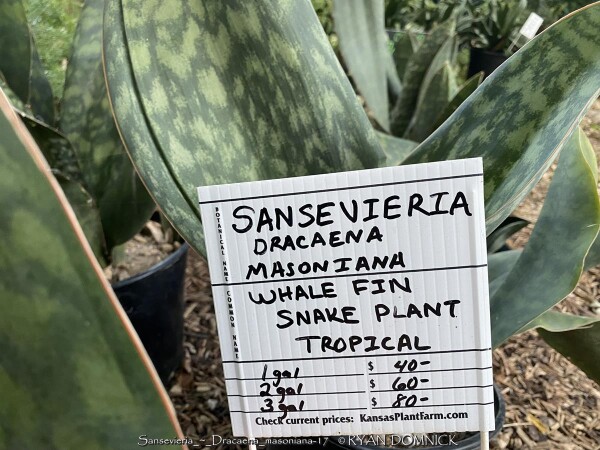 BOTANICAL NAME
SANSEVIERIA
DRACAENA
MASONIANA
COMMON NAME
WHALE FIN
SNAKE PLANT
TROPICAL
1 gal $ 40-
2 gal $ 60-
3 gal $ 80-
Check current prices: KansasPlantFarm.com
Sansevieria_~_Dracaena_masoniana-17 ©RYAN DOMNICK